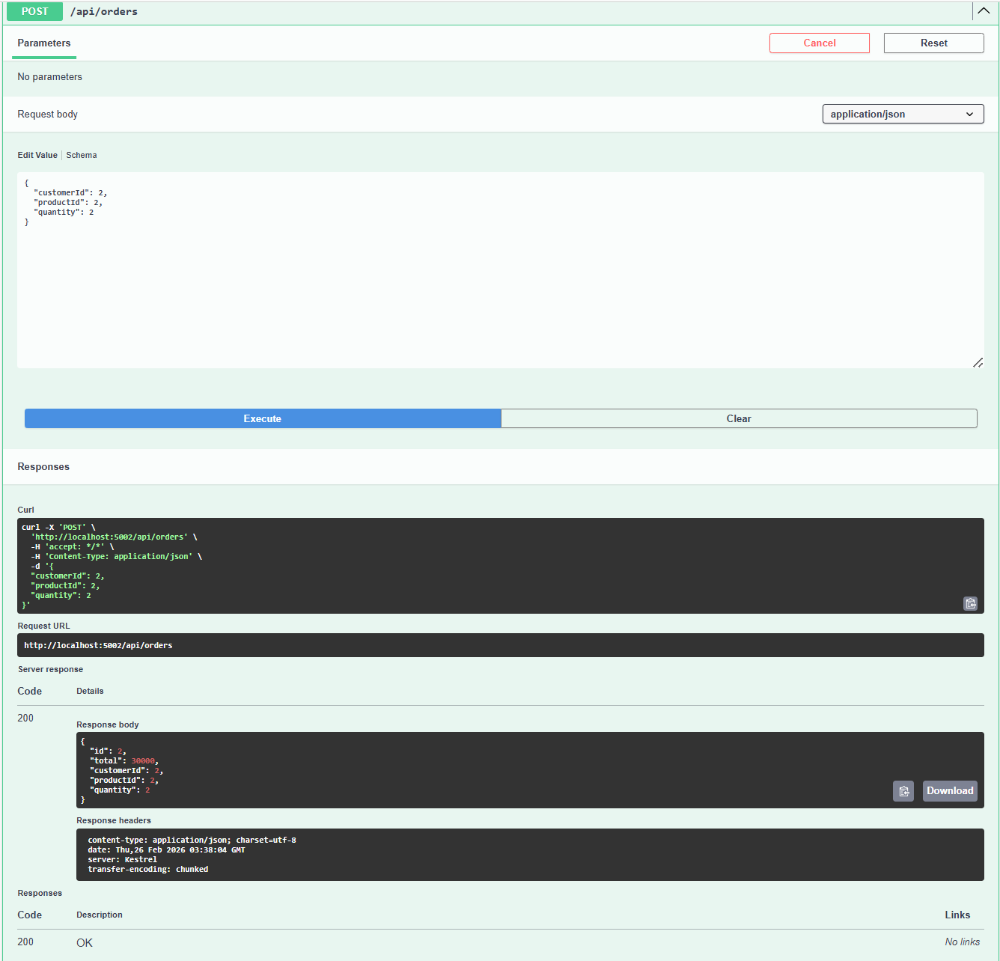 POST /api/orders
Parameters Cancel Reset
No parameters
Request body application/json
Edit Value Schema
{
  "customerId": 2,
  "productId": 2,
  "quantity": 2
}
Execute Clear
Responses
Curl
curl -X 'POST' \
  'http://localhost:5002/api/orders' \
  -H 'accept: */*' \
  -H 'Content-Type: application/json' \
  -d '{
  "customerId": 2,
  "productId": 2,
  "quantity": 2
}'
Request URL
http://localhost:5002/api/orders
Server response
Code Details
200
Response body
{
  "id": 2,
  "total": 30000,
  "customerId": 2,
  "productId": 2,
  "quantity": 2
}
Download
Response headers
content-type: application/json; charset=utf-8
date: Thu,26 Feb 2026 03:38:04 GMT
server: Kestrel
transfer-encoding: chunked
Responses
Code Description Links
200 OK No links